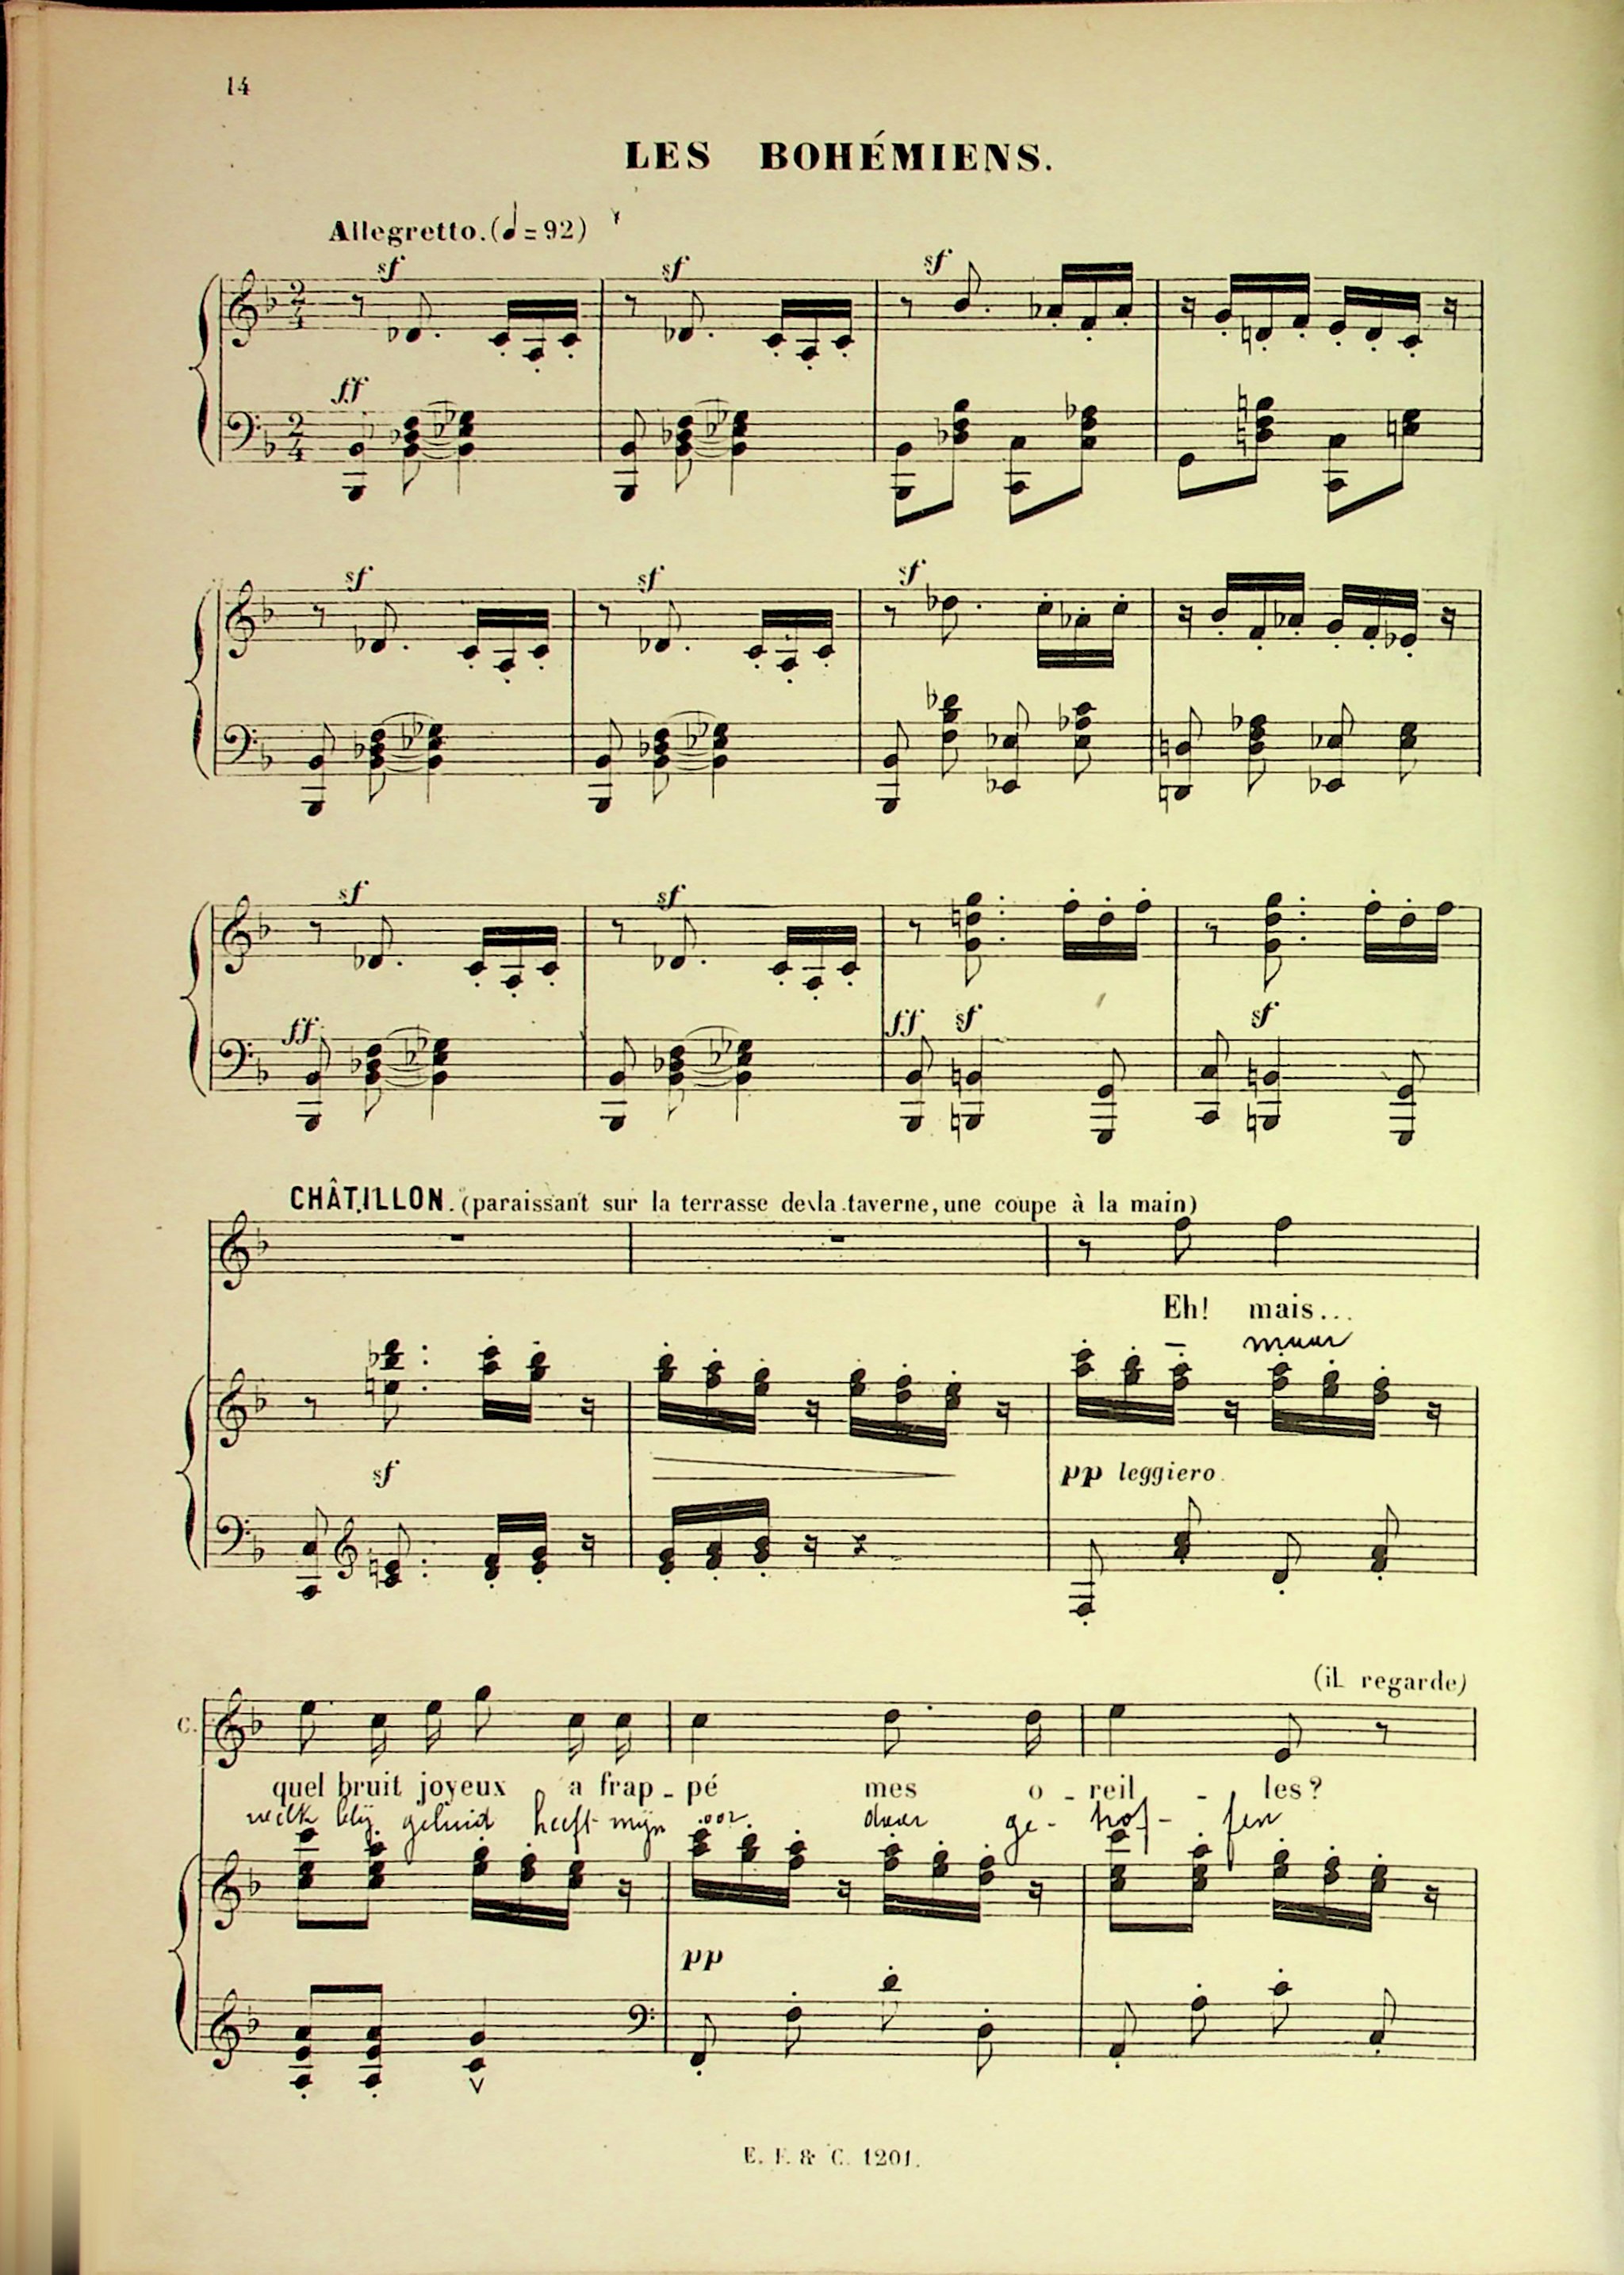 14
LES BOHÉMIENS.
Allegretto. (♩=92)
sf sf sf
ff
sf sf sf
sf sf
ff ff sf sf
CHÂTILLON. (paraissant sur la terrasse de la taverne, une coupe à la main)
Eh! mais...
maar
sf pp leggiero.
(il regarde)
C.
quel bruit joyeux a frap - pé mes o - reil - les?
welk blij geluid heeft mijn oor daar ge - trof - fen
pp
E. F. & C. 1201.